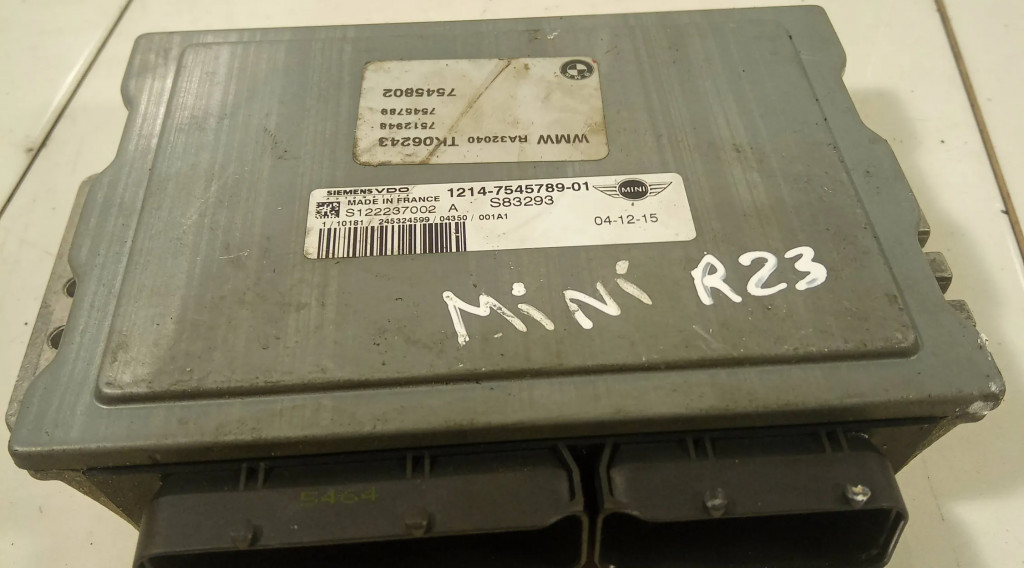 7545802
7545789
7512948
WMW RA32040 TK06243
SIEMENS VDO
MADE IN FRANCE
1214-7545789-01
MINI
S122237002 A
S83293
1/10181/ 245324599 /04350/ 001A1
04-12-15
MiNi R23
5464